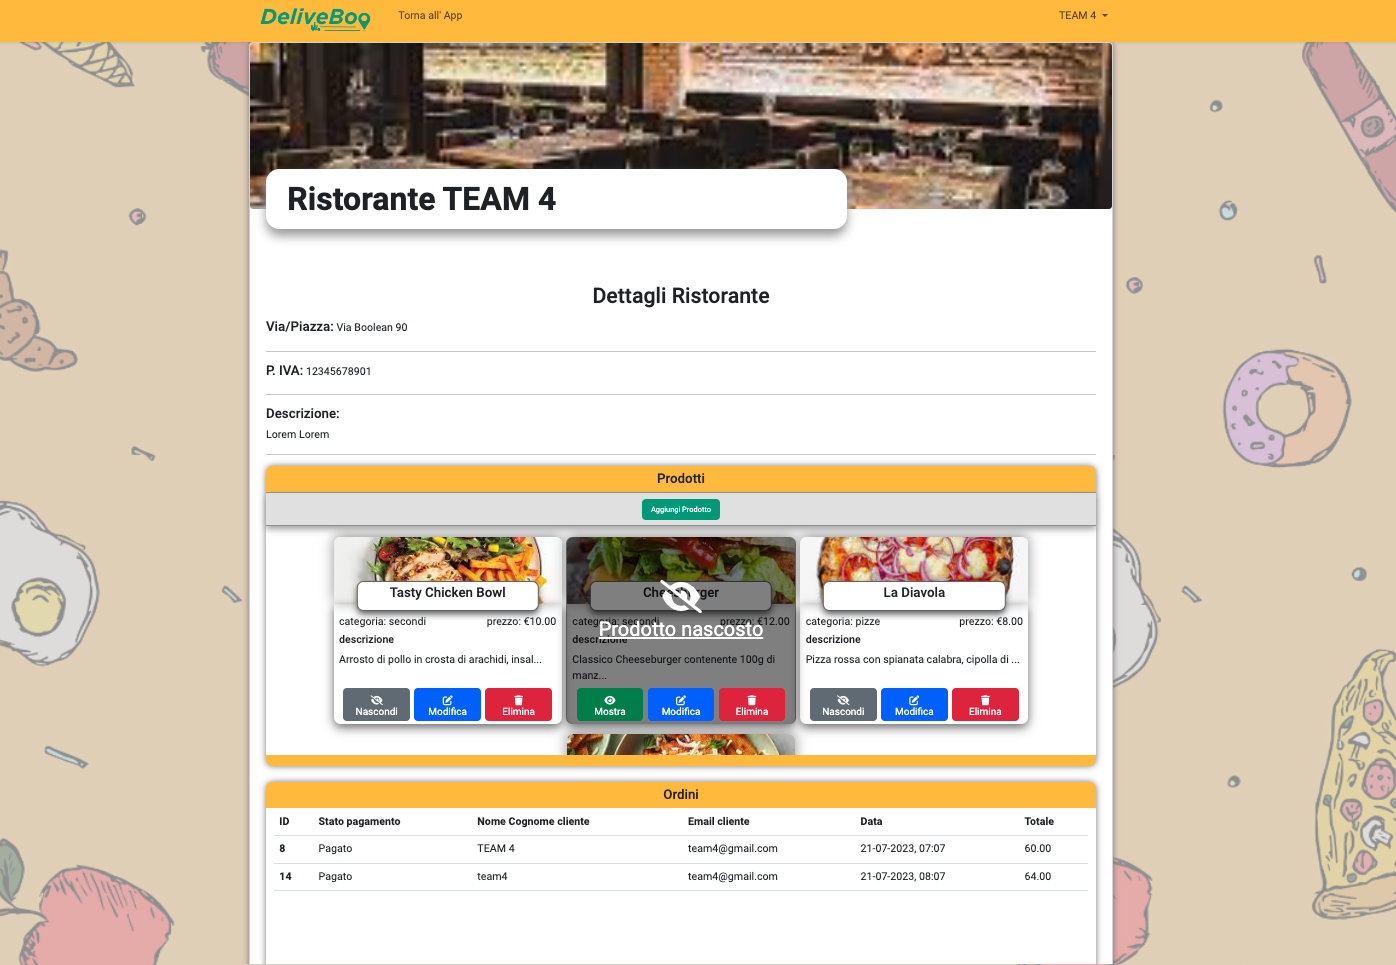 DeliveBoo
Torna all' App
TEAM 4
Ristorante TEAM 4
Dettagli Ristorante
Via/Piazza: Via Boolean 90
P. IVA: 12345678901
Descrizione:
Lorem Lorem
Prodotti
Aggiungi Prodotto
Tasty Chicken Bowl
categoria: secondi prezzo: €10.00
descrizione
Arrosto di pollo in crosta di arachidi, insal...
Nascondi Modifica Elimina
Cheeseburger
categoria: secondi prezzo: €12.00
Prodotto nascosto
descrizione
Classico Cheeseburger contenente 100g di
manz...
Mostra Modifica Elimina
La Diavola
categoria: pizze prezzo: €8.00
descrizione
Pizza rossa con spianata calabra, cipolla di ...
Nascondi Modifica Elimina
Ordini
ID Stato pagamento Nome Cognome cliente Email cliente Data Totale
8 Pagato TEAM 4 team4@gmail.com 21-07-2023, 07:07 60.00
14 Pagato team4 team4@gmail.com 21-07-2023, 08:07 64.00